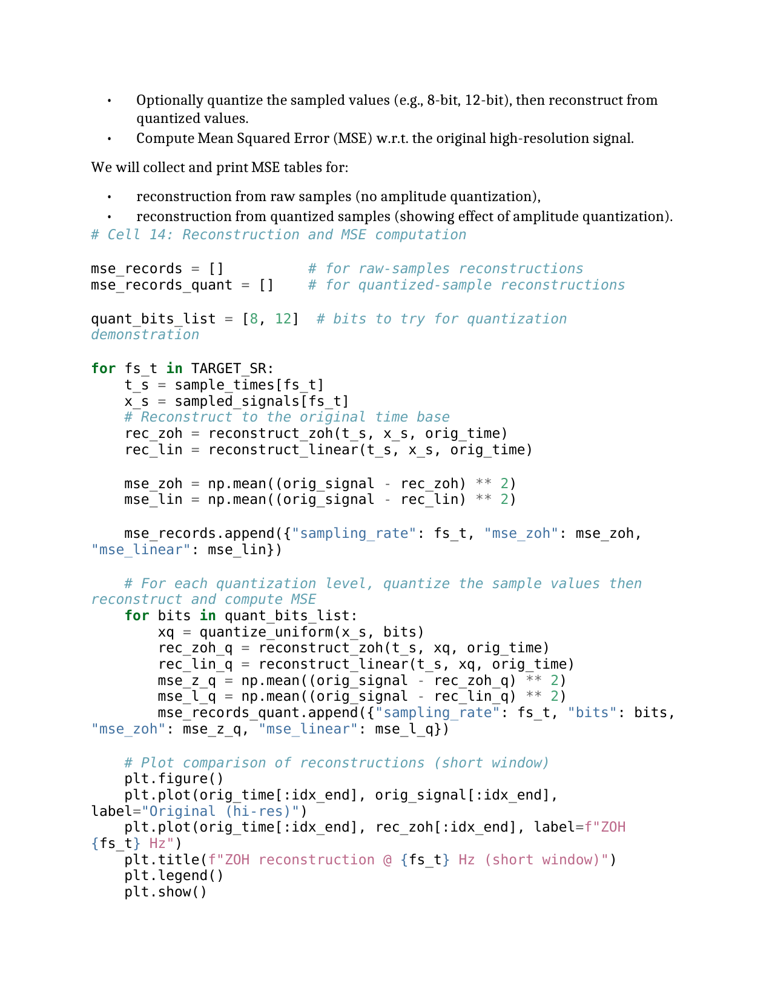 • Optionally quantize the sampled values (e.g., 8-bit, 12-bit), then reconstruct from
quantized values.
• Compute Mean Squared Error (MSE) w.r.t. the original high-resolution signal.
We will collect and print MSE tables for:
• reconstruction from raw samples (no amplitude quantization),
• reconstruction from quantized samples (showing effect of amplitude quantization).
# Cell 14: Reconstruction and MSE computation

mse_records = []          # for raw-samples reconstructions
mse_records_quant = []    # for quantized-sample reconstructions

quant_bits_list = [8, 12]  # bits to try for quantization
demonstration

for fs_t in TARGET_SR:
    t_s = sample_times[fs_t]
    x_s = sampled_signals[fs_t]
    # Reconstruct to the original time base
    rec_zoh = reconstruct_zoh(t_s, x_s, orig_time)
    rec_lin = reconstruct_linear(t_s, x_s, orig_time)

    mse_zoh = np.mean((orig_signal - rec_zoh) ** 2)
    mse_lin = np.mean((orig_signal - rec_lin) ** 2)

    mse_records.append({"sampling_rate": fs_t, "mse_zoh": mse_zoh,
"mse_linear": mse_lin})

    # For each quantization level, quantize the sample values then
reconstruct and compute MSE
    for bits in quant_bits_list:
        xq = quantize_uniform(x_s, bits)
        rec_zoh_q = reconstruct_zoh(t_s, xq, orig_time)
        rec_lin_q = reconstruct_linear(t_s, xq, orig_time)
        mse_z_q = np.mean((orig_signal - rec_zoh_q) ** 2)
        mse_l_q = np.mean((orig_signal - rec_lin_q) ** 2)
        mse_records_quant.append({"sampling_rate": fs_t, "bits": bits,
"mse_zoh": mse_z_q, "mse_linear": mse_l_q})

    # Plot comparison of reconstructions (short window)
    plt.figure()
    plt.plot(orig_time[:idx_end], orig_signal[:idx_end],
label="Original (hi-res)")
    plt.plot(orig_time[:idx_end], rec_zoh[:idx_end], label=f"ZOH
{fs_t} Hz")
    plt.title(f"ZOH reconstruction @ {fs_t} Hz (short window)")
    plt.legend()
    plt.show()